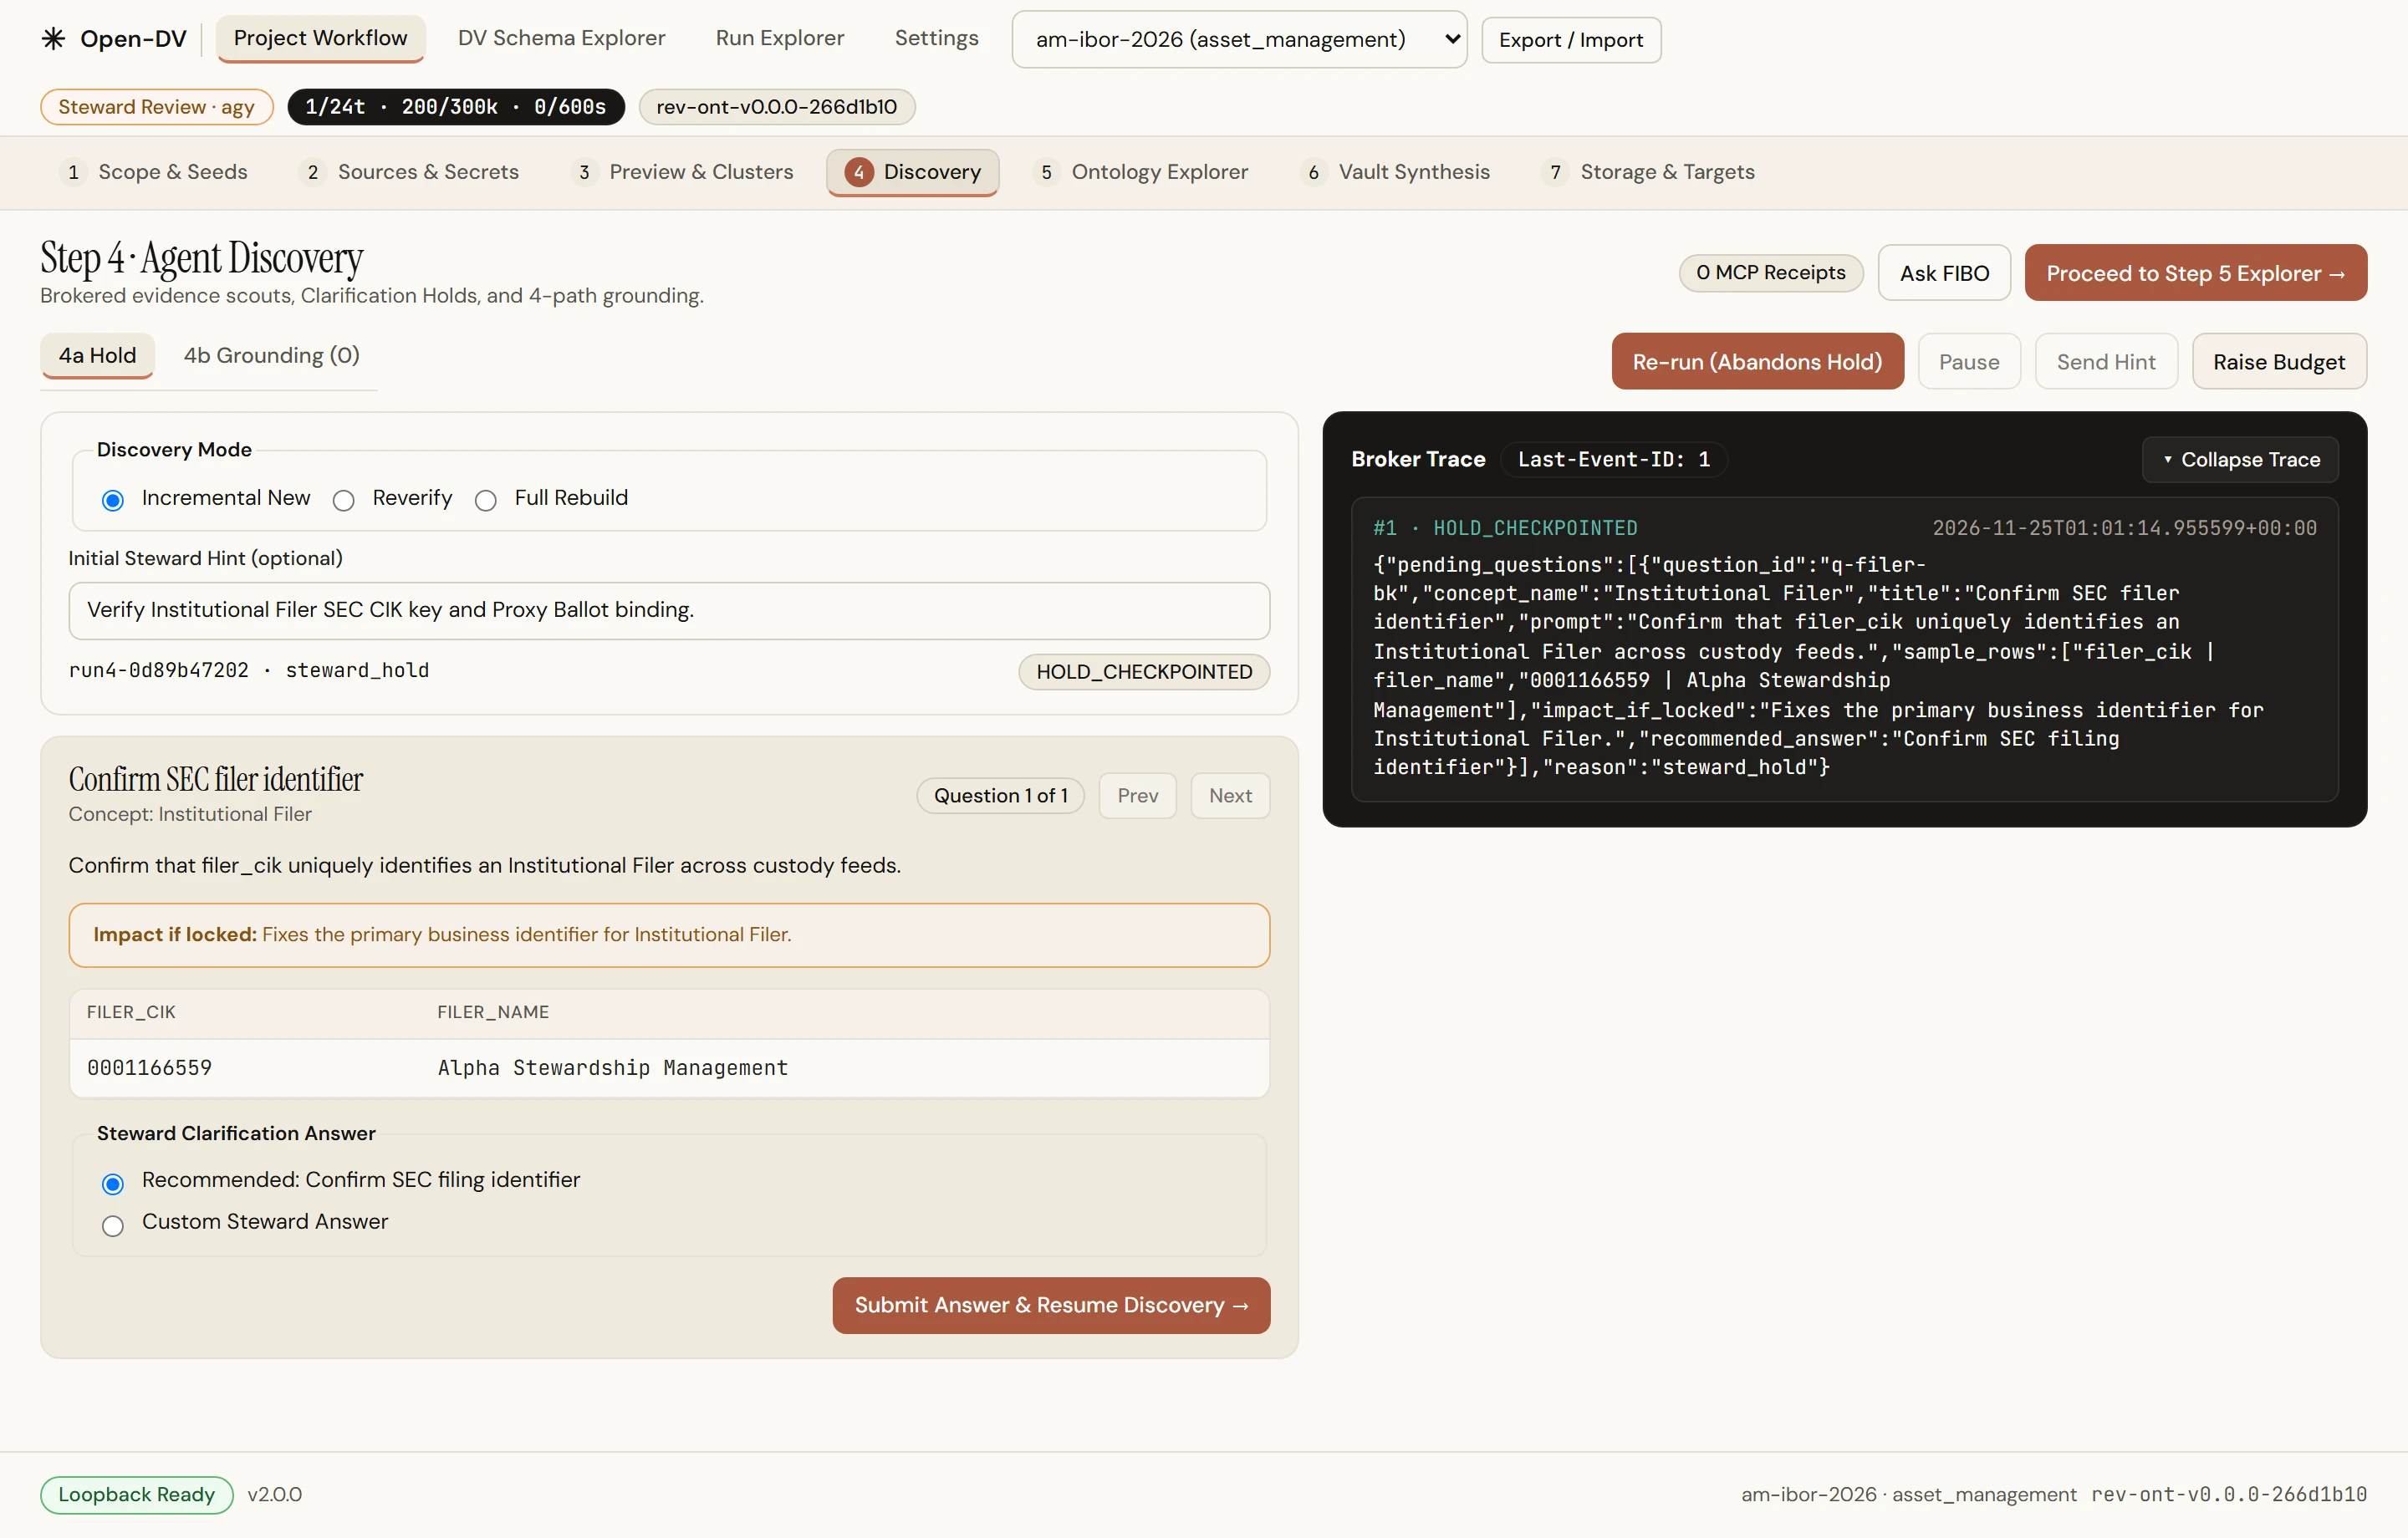 Open-DV
Project Workflow
DV Schema Explorer
Run Explorer
Settings
am-ibor-2026 (asset_management)
Export / Import
Steward Review · agy
1/24t · 200/300k · 0/600s
rev-ont-v0.0.0-266d1b10
1 Scope & Seeds
2 Sources & Secrets
3 Preview & Clusters
4 Discovery
5 Ontology Explorer
6 Vault Synthesis
7 Storage & Targets
Step 4 · Agent Discovery
Brokered evidence scouts, Clarification Holds, and 4-path grounding.
0 MCP Receipts
Ask FIBO
Proceed to Step 5 Explorer →
4a Hold
4b Grounding (0)
Re-run (Abandons Hold)
Pause
Send Hint
Raise Budget
Discovery Mode
Incremental New
Reverify
Full Rebuild
Initial Steward Hint (optional)
Verify Institutional Filer SEC CIK key and Proxy Ballot binding.
run4-0d89b47202 · steward_hold
HOLD_CHECKPOINTED
Confirm SEC filer identifier
Concept: Institutional Filer
Question 1 of 1
Prev
Next
Confirm that filer_cik uniquely identifies an Institutional Filer across custody feeds.
Impact if locked: Fixes the primary business identifier for Institutional Filer.
FILER_CIK
FILER_NAME
0001166559
Alpha Stewardship Management
Steward Clarification Answer
Recommended: Confirm SEC filing identifier
Custom Steward Answer
Submit Answer & Resume Discovery →
Broker Trace
Last-Event-ID: 1
▼ Collapse Trace
#1 · HOLD_CHECKPOINTED
2026-11-25T01:01:14.955599+00:00
{"pending_questions":[{"question_id":"q-filer-
bk","concept_name":"Institutional Filer","title":"Confirm SEC filer
identifier","prompt":"Confirm that filer_cik uniquely identifies an
Institutional Filer across custody feeds.","sample_rows":["filer_cik |
filer_name","0001166559 | Alpha Stewardship
Management"],"impact_if_locked":"Fixes the primary business identifier for
Institutional Filer.","recommended_answer":"Confirm SEC filing
identifier"}],"reason":"steward_hold"}
Loopback Ready
v2.0.0
am-ibor-2026 · asset_management
rev-ont-v0.0.0-266d1b10